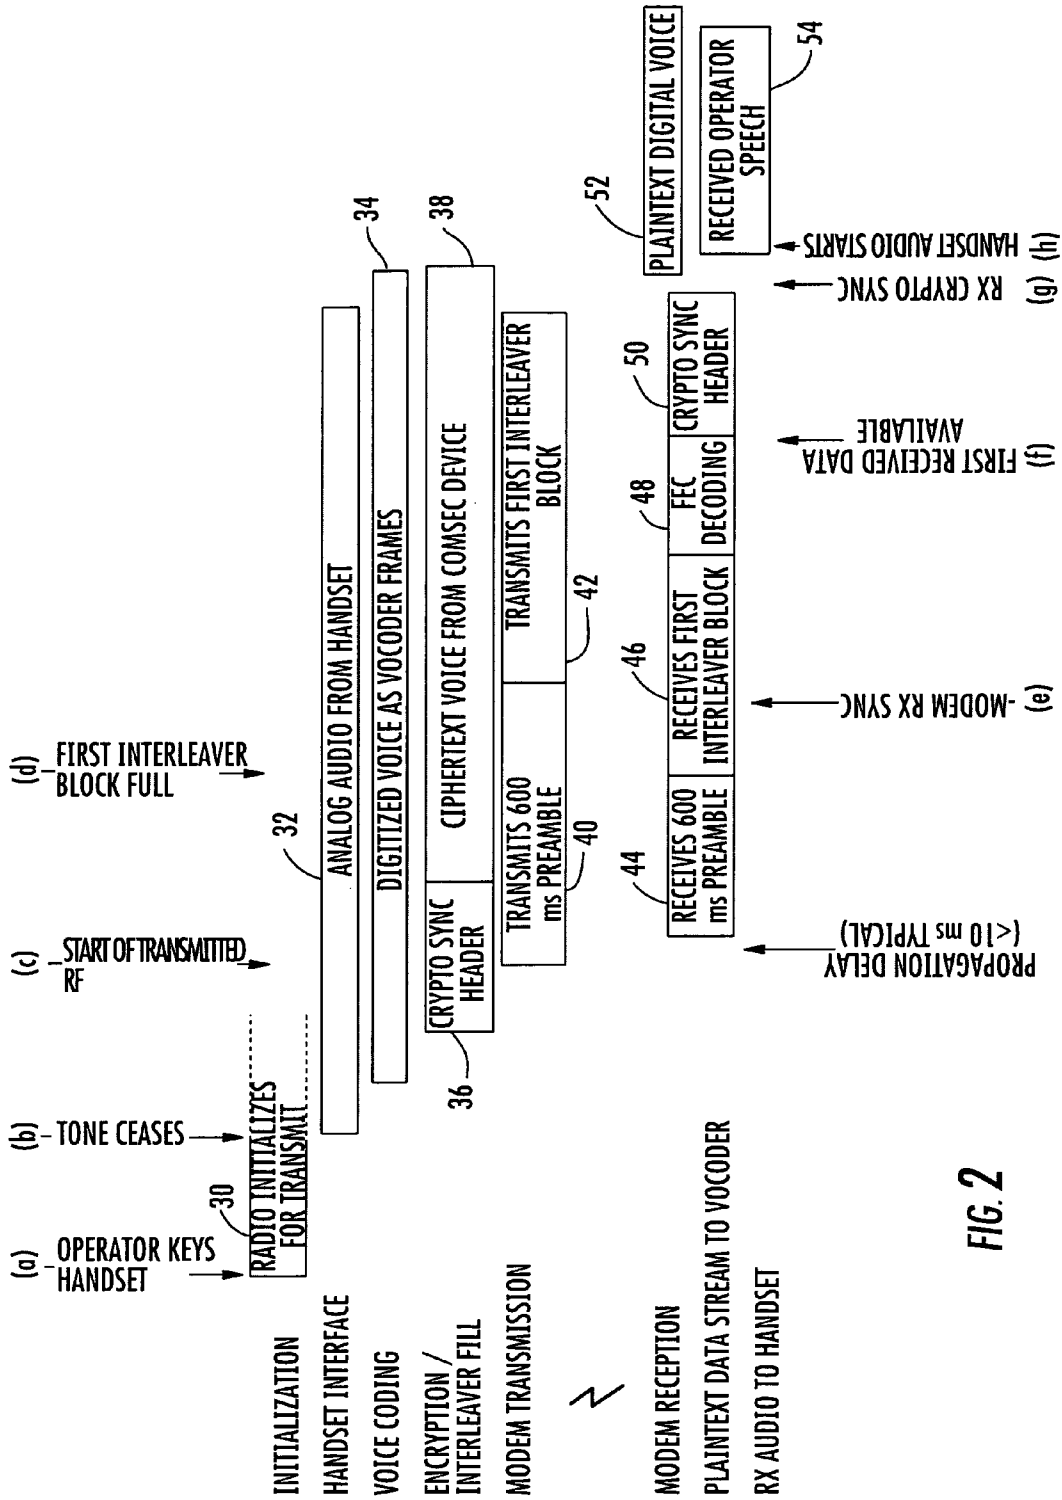 (a)
OPERATOR KEYS
HANDSET
(b)
TONE CEASES
(c)
START OF TRANSMITTED
RF
(d)
FIRST INTERLEAVER
BLOCK FULL
INITIALIZATION
30
RADIO INITIALIZES
FOR TRANSMIT
HANDSET INTERFACE
32
ANALOG AUDIO FROM HANDSET
VOICE CODING
DIGITIZED VOICE AS VOCODER FRAMES
34
ENCRYPTION /
INTERLEAVER FILL
36
CRYPTO SYNC
HEADER
CIPHERTEXT VOICE FROM COMSEC DEVICE
38
MODEM TRANSMISSION
TRANSMITS 600
ms PREAMBLE
40
TRANSMITS FIRST INTERLEAVER
BLOCK
42
MODEM RECEPTION
44
RECEIVES 600
ms PREAMBLE
46
RECEIVES FIRST
INTERLEAVER BLOCK
48
FEC
DECODING
50
CRYPTO SYNC
HEADER
PLAINTEXT DATA STREAM TO VOCODER
52
PLAINTEXT DIGITAL VOICE
RX AUDIO TO HANDSET
RECEIVED OPERATOR
SPEECH
54
PROPAGATION DELAY
(<10 ms TYPICAL)
-MODEM RX SYNC
(e)
FIRST RECEIVED DATA
AVAILABLE
(f)
RX CRYPTO SYNC
(g)
HANDSET AUDIO STARTS
(h)
FIG. 2